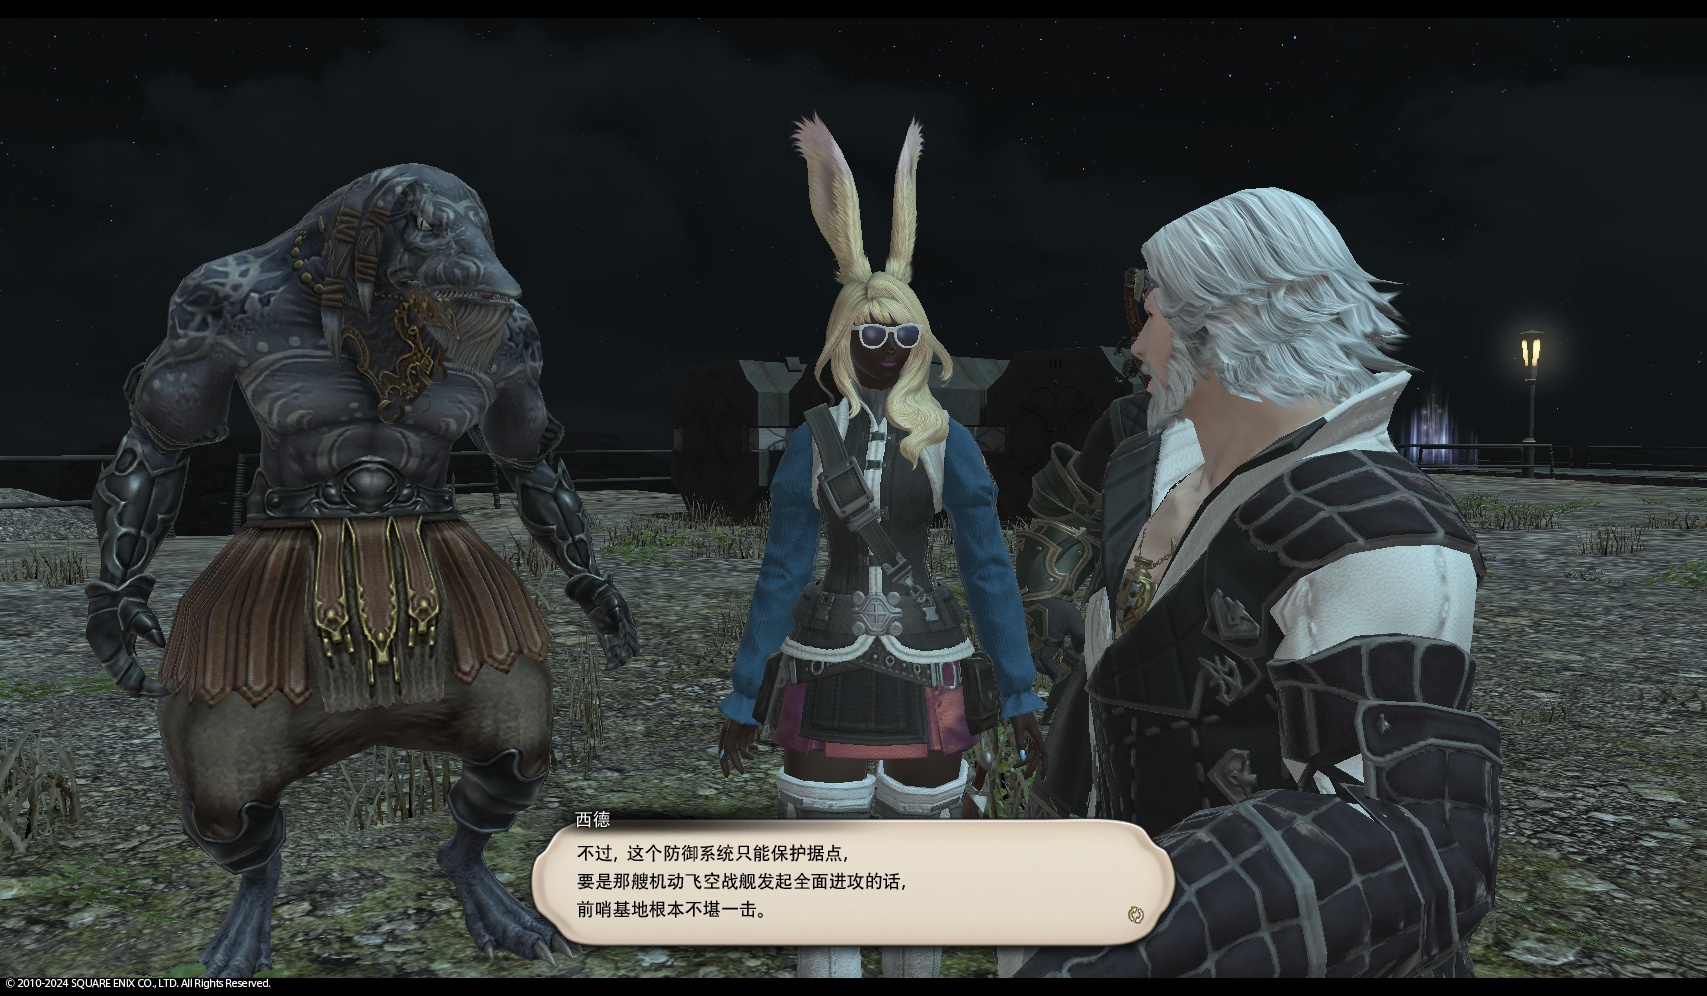 西德
不过, 这个防御系统只能保护据点,
要是那艘机动飞空战舰发起全面进攻的话,
前哨基地根本不堪一击。
© 2010-2024 SQUARE ENIX CO., LTD. All Rights Reserved.